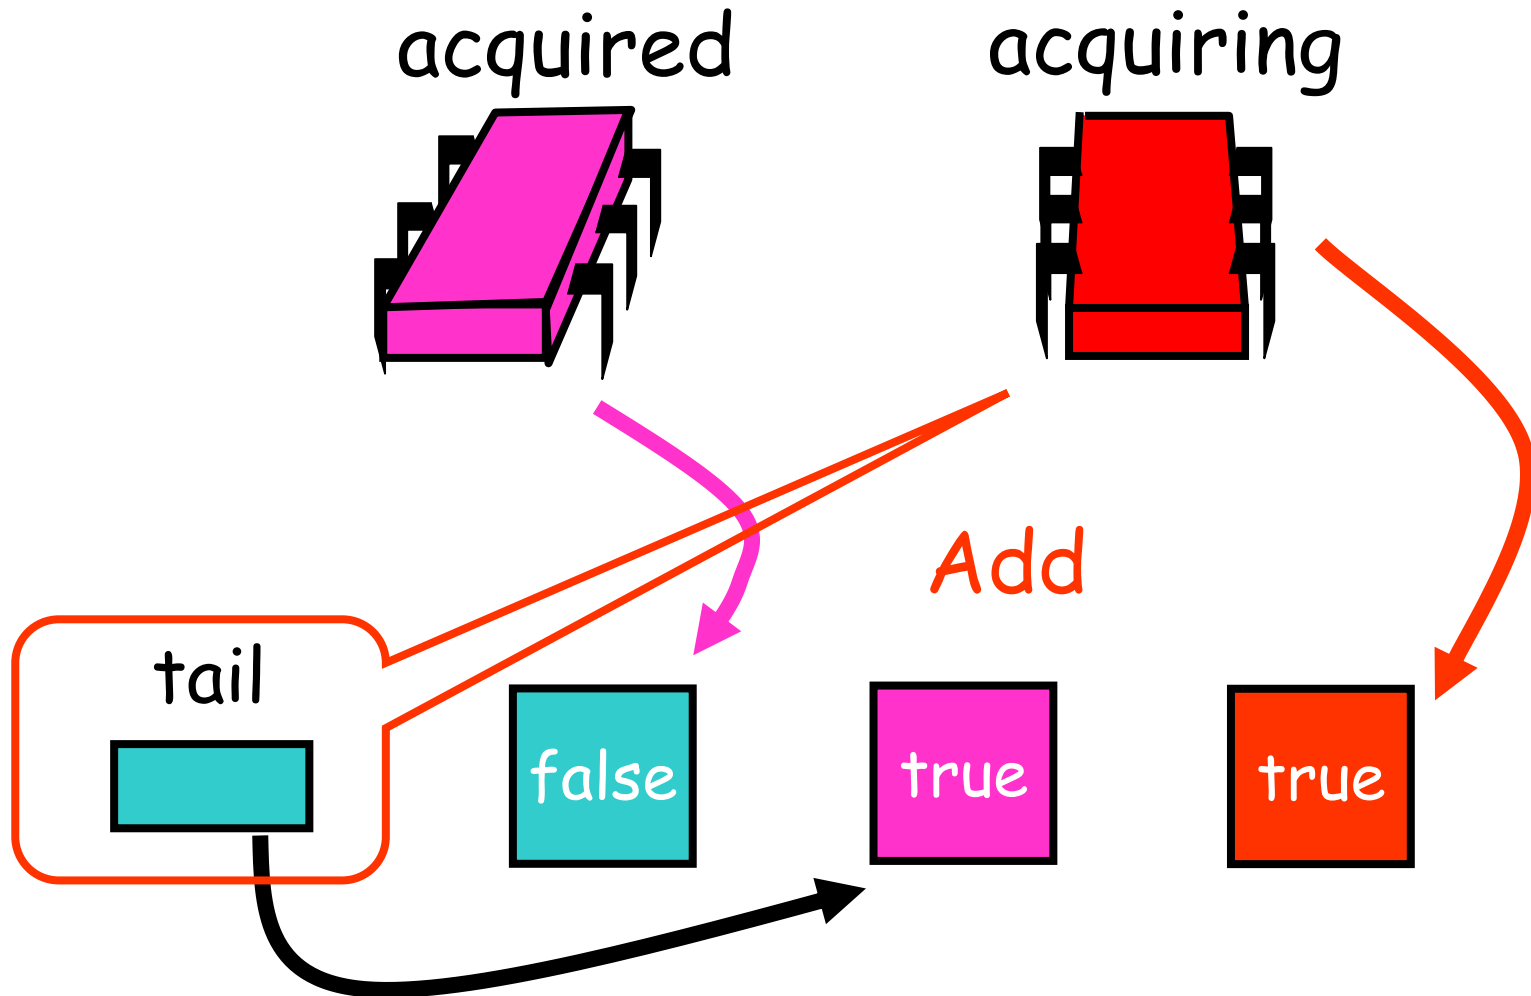 acquired
acquiring
Add
tail
false
true
true